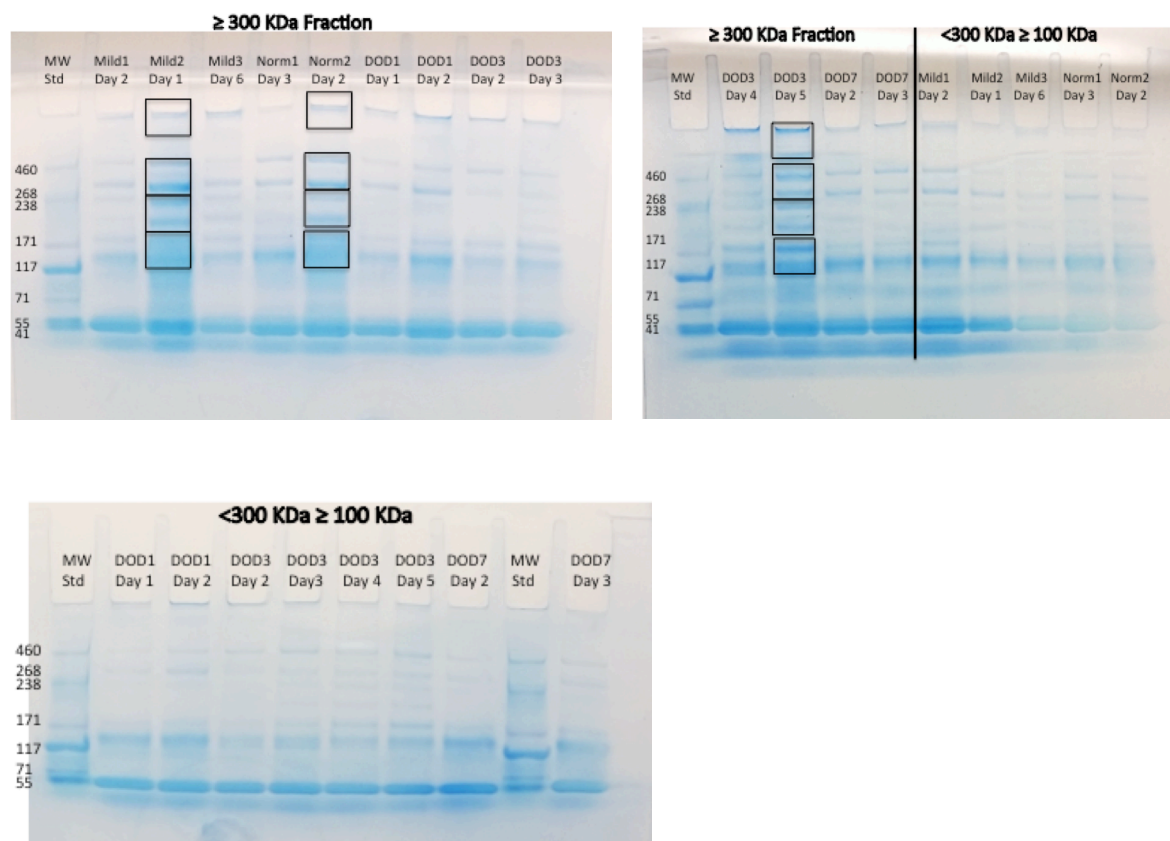 ≥ 300 KDa Fraction
MW Mild1 Mild2 Mild3 Norm1 Norm2 DOD1 DOD1 DOD3 DOD3
Std Day 2 Day 1 Day 6 Day 3 Day 2 Day 1 Day 2 Day 2 Day 3
460
268
238
171
117
71
55
41
≥ 300 KDa Fraction <300 KDa ≥ 100 KDa
MW DOD3 DOD3 DOD7 DOD7 Mild1 Mild2 Mild3 Norm1 Norm2
Std Day 4 Day 5 Day 2 Day 3 Day 2 Day 1 Day 6 Day 3 Day 2
460
268
238
171
117
71
55
41
<300 KDa ≥ 100 KDa
MW DOD1 DOD1 DOD3 DOD3 DOD3 DOD3 DOD7 MW DOD7
Std Day 1 Day 2 Day 2 Day3 Day 4 Day 5 Day 2 Std Day 3
460
268
238
171
117
71
55